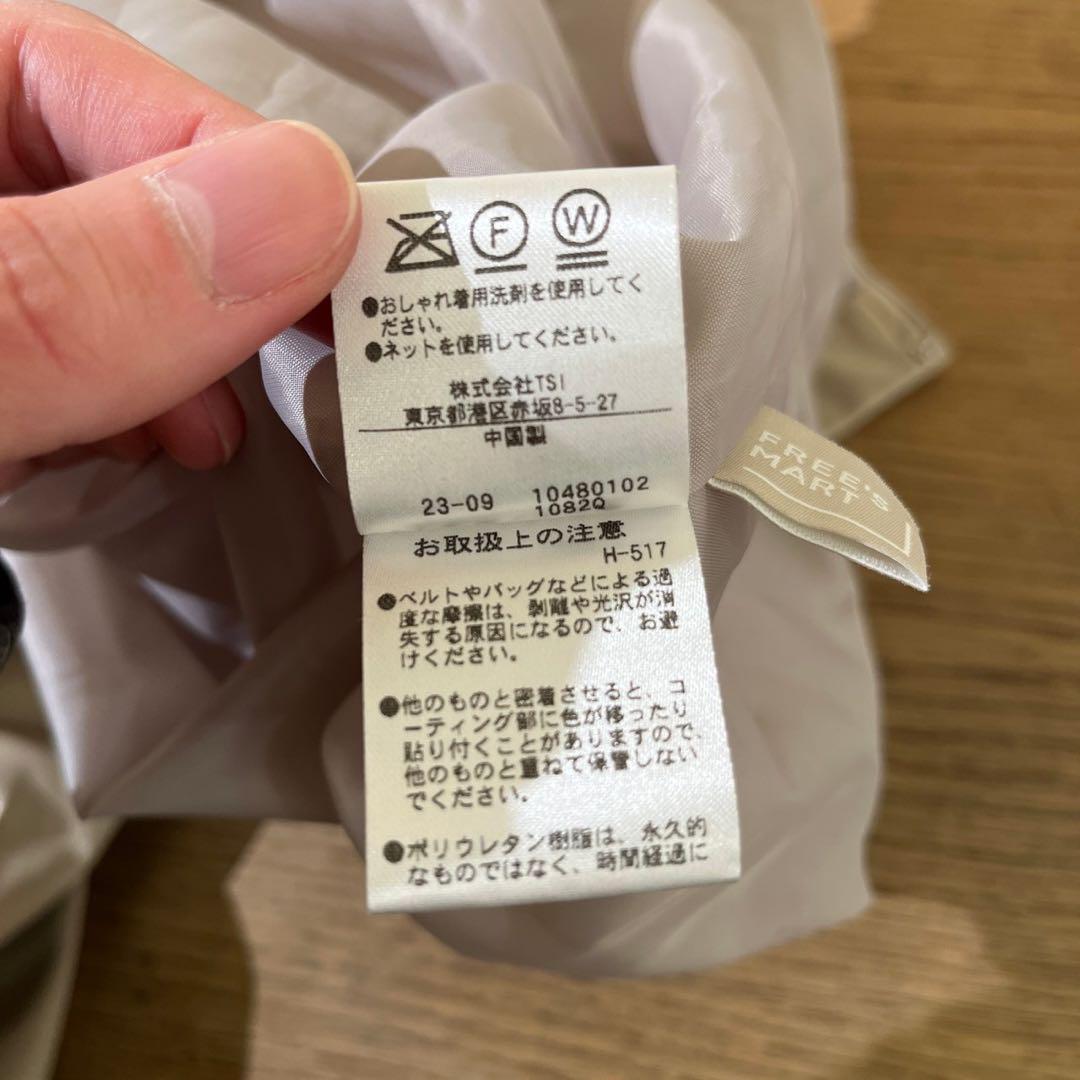 F
W
●おしゃれ着用洗剤を使用してく
ださい。
●ネットを使用してください。
株式会社TSI
東京都港区赤坂8-5-27
中国製
23-09 10480102
1082Q
お取扱上の注意
H-517
●ベルトやバッグなどによる過
度な摩擦は、剥離や光沢が消
失する原因になるので、お避
けください。
●他のものと密着させると、コ
ーティング部に色が移ったり
貼り付くことがありますので、
他のものと重ねて保管しない
でください。
●ポリウレタン樹脂は、永久的
なものではなく、時間経過に
FREE'S
MART